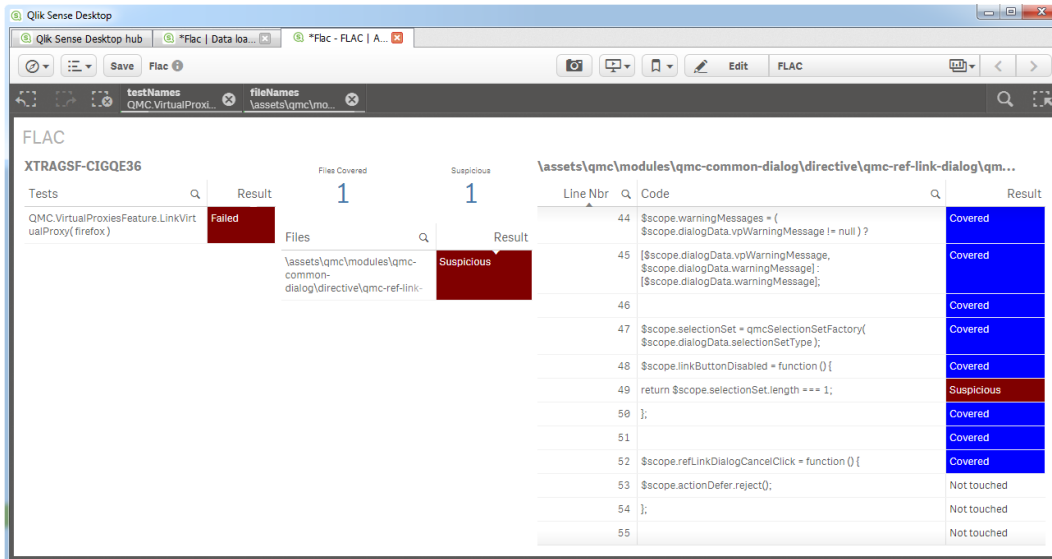 Qlik Sense Desktop
Qlik Sense Desktop hub
*Flac | Data loa...
*Flac - FLAC | A...
Save
Flac
Edit
FLAC
testNames
QMC.VirtualProxi...
fileNames
\assets\qmc\mo...
FLAC
XTRAGSF-CIGQE36
Tests
Result
QMC.VirtualProxiesFeature.LinkVirt
ualProxy( firefox )
Failed
Files Covered
1
Suspicious
1
Files
Result
\assets\qmc\modules\qmc-
common-
dialog\directive\qmc-ref-link-
Suspicious
\assets\qmc\modules\qmc-common-dialog\directive\qmc-ref-link-dialog\qm...
Line Nbr Code Result
44 $scope.warningMessages = ( Covered
$scope.dialogData.vpWarningMessage != null ) ?
45 [$scope.dialogData.vpWarningMessage, Covered
$scope.dialogData.warningMessage] :
[$scope.dialogData.warningMessage];
46 Covered
47 $scope.selectionSet = qmcSelectionSetFactory( Covered
$scope.dialogData.selectionSetType );
48 $scope.linkButtonDisabled = function () { Covered
49 return $scope.selectionSet.length === 1; Suspicious
50 }; Covered
51 Covered
52 $scope.refLinkDialogCancelClick = function () { Covered
53 $scope.actionDefer.reject(); Not touched
54 }; Not touched
55 Not touched